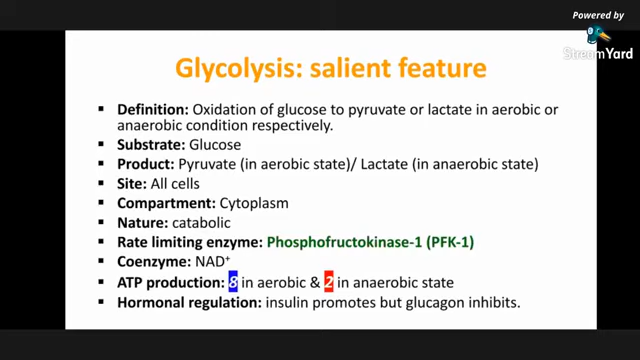 Powered by
StreamYard
Glycolysis: salient feature
▪ Definition: Oxidation of glucose to pyruvate or lactate in aerobic or
anaerobic condition respectively.
▪ Substrate: Glucose
▪ Product: Pyruvate (in aerobic state)/ Lactate (in anaerobic state)
▪ Site: All cells
▪ Compartment: Cytoplasm
▪ Nature: catabolic
▪ Rate limiting enzyme: Phosphofructokinase-1 (PFK-1)
▪ Coenzyme: NAD⁺
▪ ATP production: 8 in aerobic & 2 in anaerobic state
▪ Hormonal regulation: insulin promotes but glucagon inhibits.